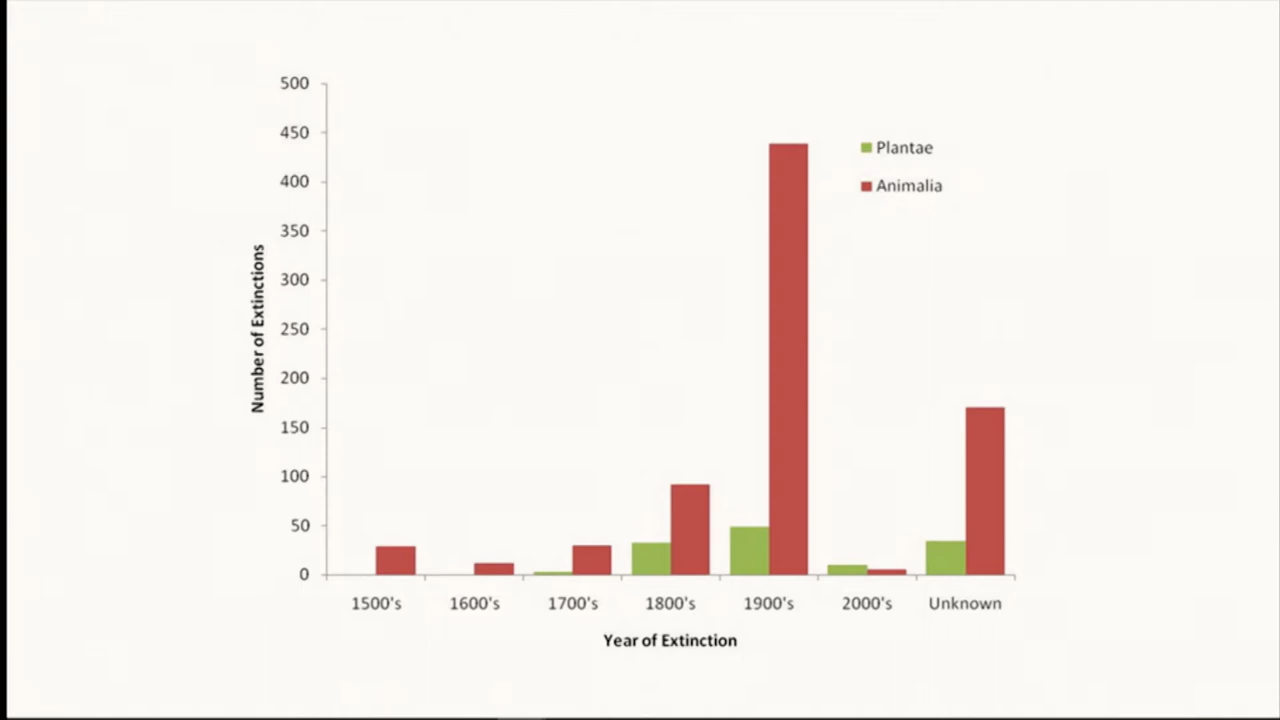 500
450
400
350
300
250
200
150
100
50
0
Number of Extinctions
Plantae
Animalia
1500's 1600's 1700's 1800's 1900's 2000's Unknown
Year of Extinction